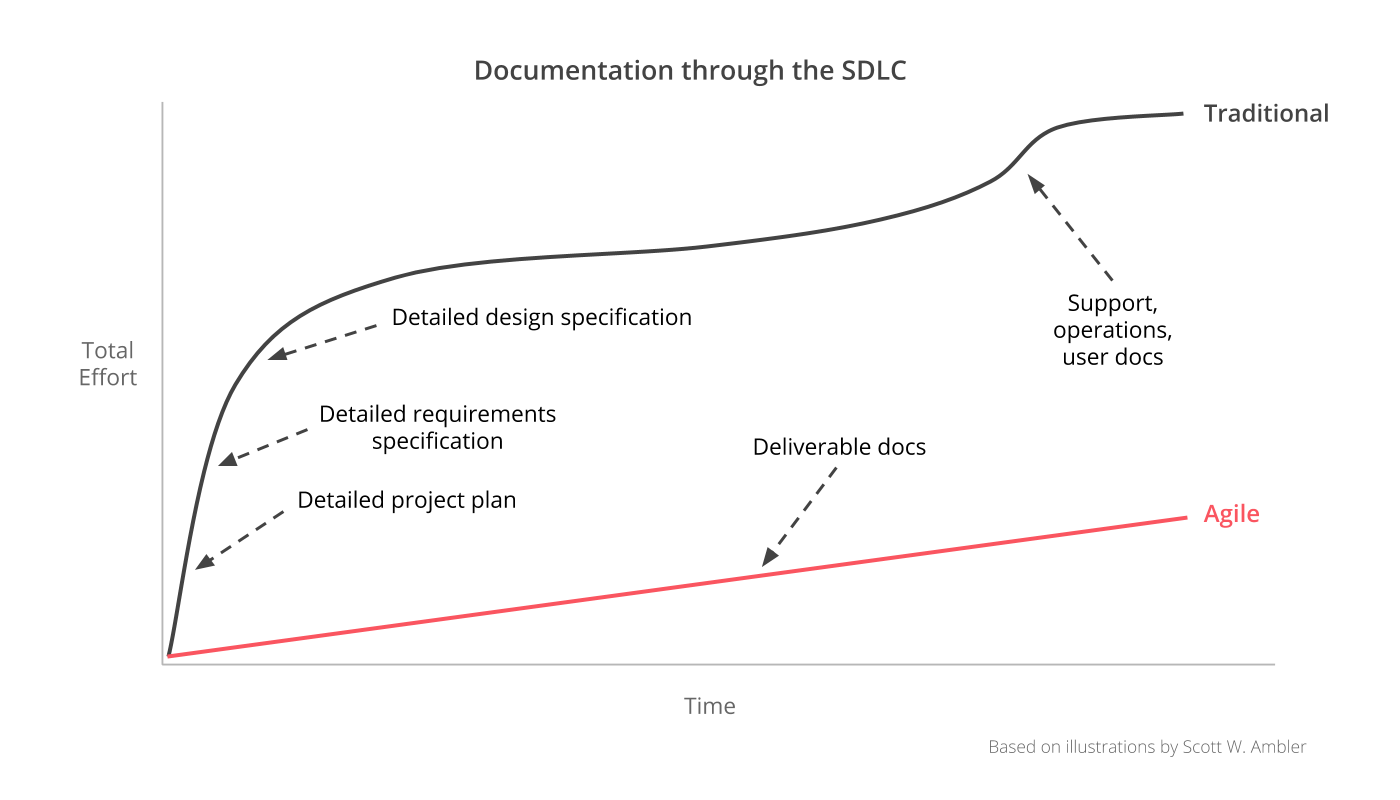 Documentation through the SDLC
Traditional
Support,
operations,
user docs
Detailed design specification
Total
Effort
Detailed requirements
specification
Deliverable docs
Detailed project plan
Agile
Time
Based on illustrations by Scott W. Ambler